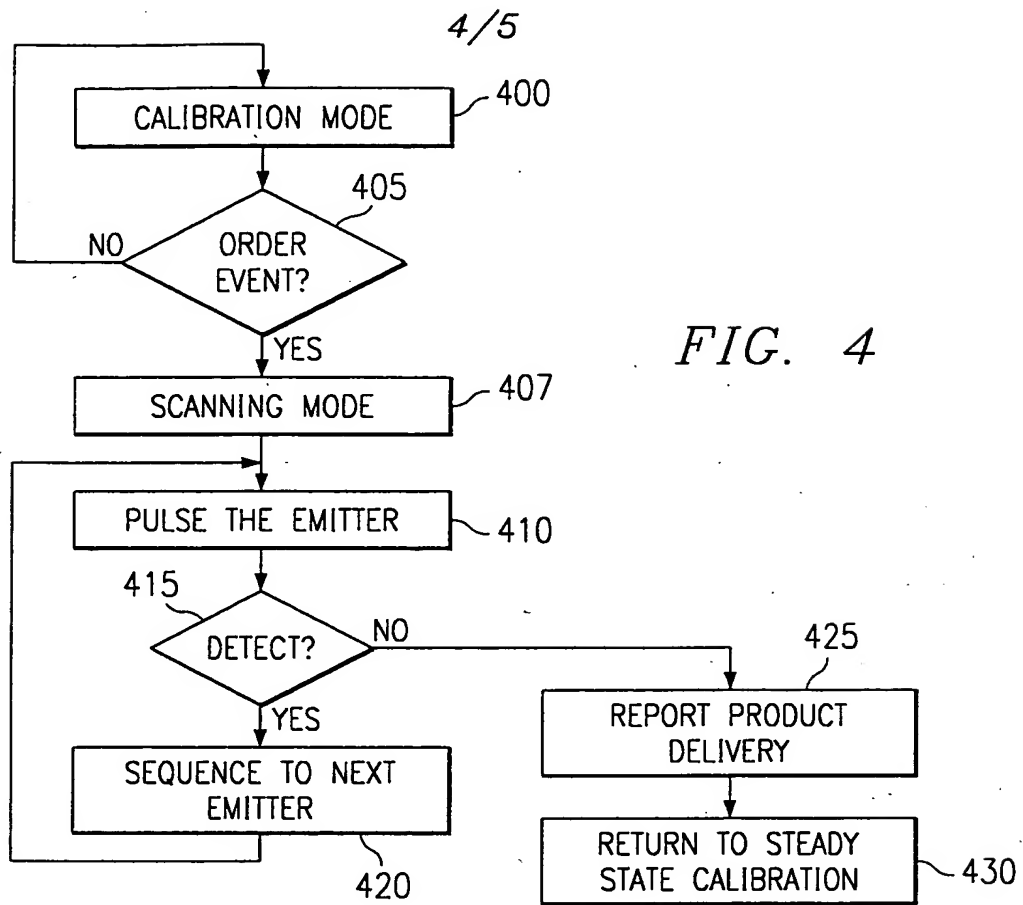 4/5
CALIBRATION MODE
400
405
NO
ORDER
EVENT?
YES
FIG. 4
SCANNING MODE
407
PULSE THE EMITTER
410
415
DETECT?
NO
425
YES
REPORT PRODUCT
DELIVERY
SEQUENCE TO NEXT
EMITTER
420
RETURN TO STEADY
STATE CALIBRATION
430